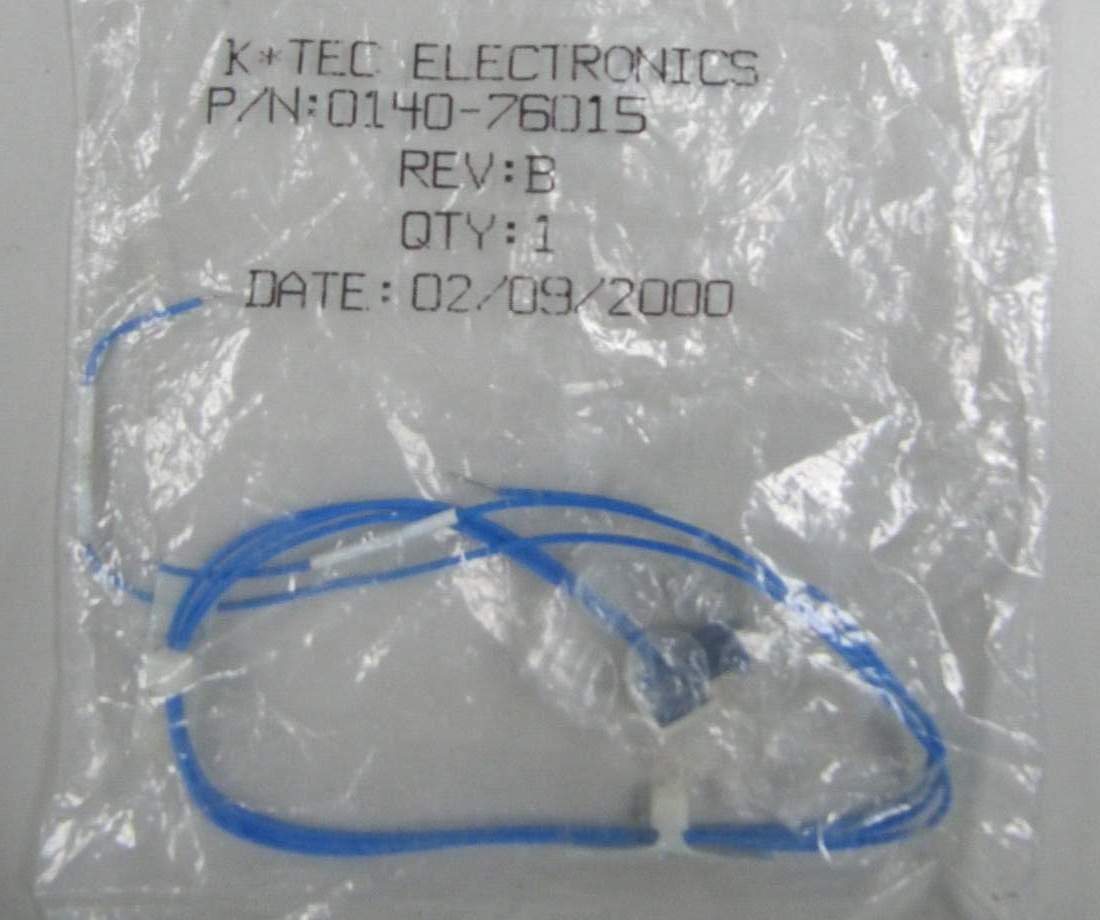 K*TEC ELECTRONICS
P/N:0140-76015
REV:B
QTY:1
DATE:02/09/2000